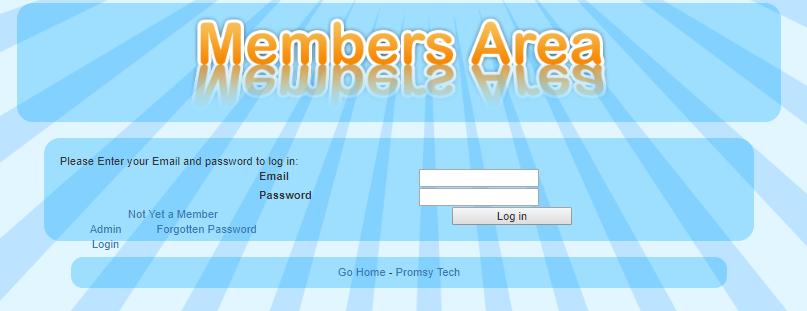 Members Area
Please Enter your Email and password to log in:
Email
Password
Not Yet a Member
Log in
Admin Forgotten Password
Login
Go Home - Promsy Tech